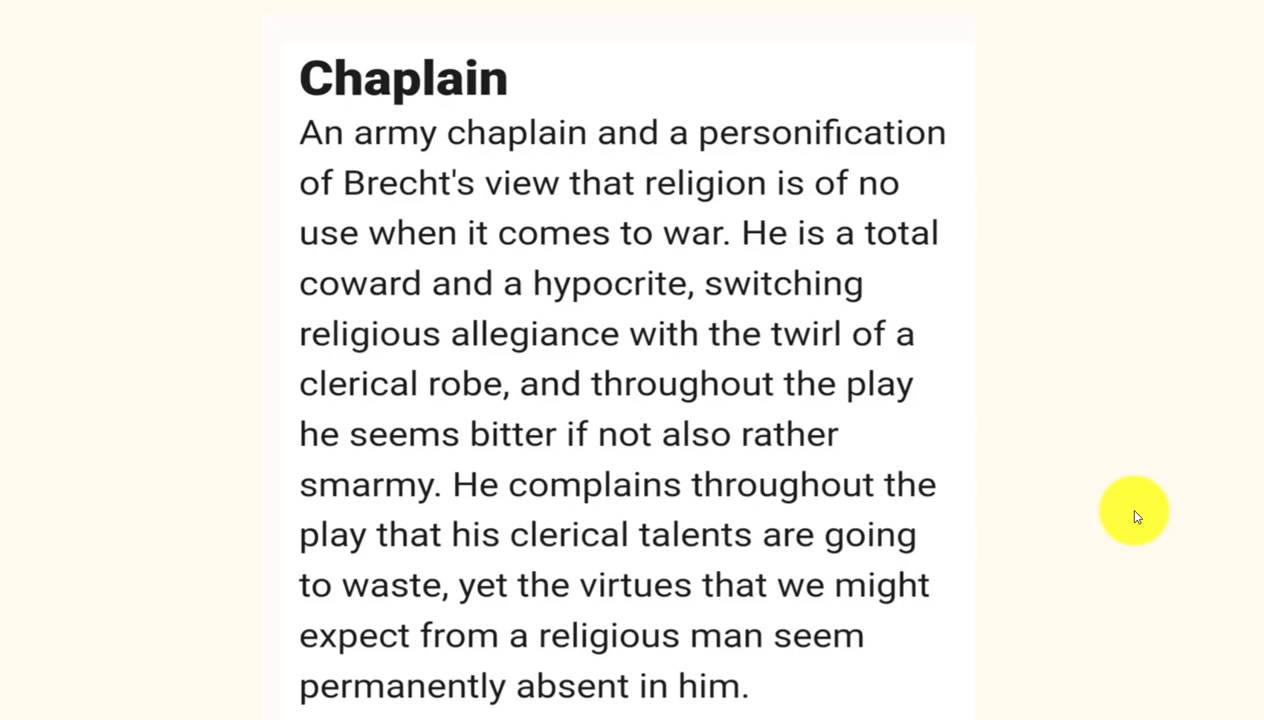 Chaplain
An army chaplain and a personification
of Brecht's view that religion is of no
use when it comes to war. He is a total
coward and a hypocrite, switching
religious allegiance with the twirl of a
clerical robe, and throughout the play
he seems bitter if not also rather
smarmy. He complains throughout the
play that his clerical talents are going
to waste, yet the virtues that we might
expect from a religious man seem
permanently absent in him.